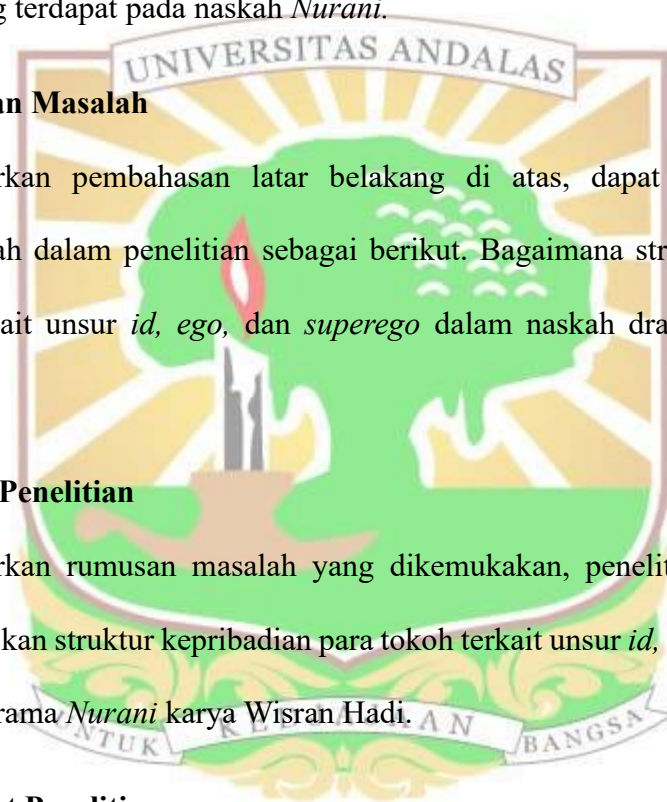 g terdapat pada naskah Nurani.
UNIVERSITAS ANDALAS
an Masalah
rkan pembahasan latar belakang di atas, dapat
ah dalam penelitian sebagai berikut. Bagaimana str
ait unsur id, ego, dan superego dalam naskah dra
Penelitian
rkan rumusan masalah yang dikemukakan, penelit
kan struktur kepribadian para tokoh terkait unsur id,
rama Nurani karya Wisran Hadi.
UNTUK KEDJAJAAN BANGSA